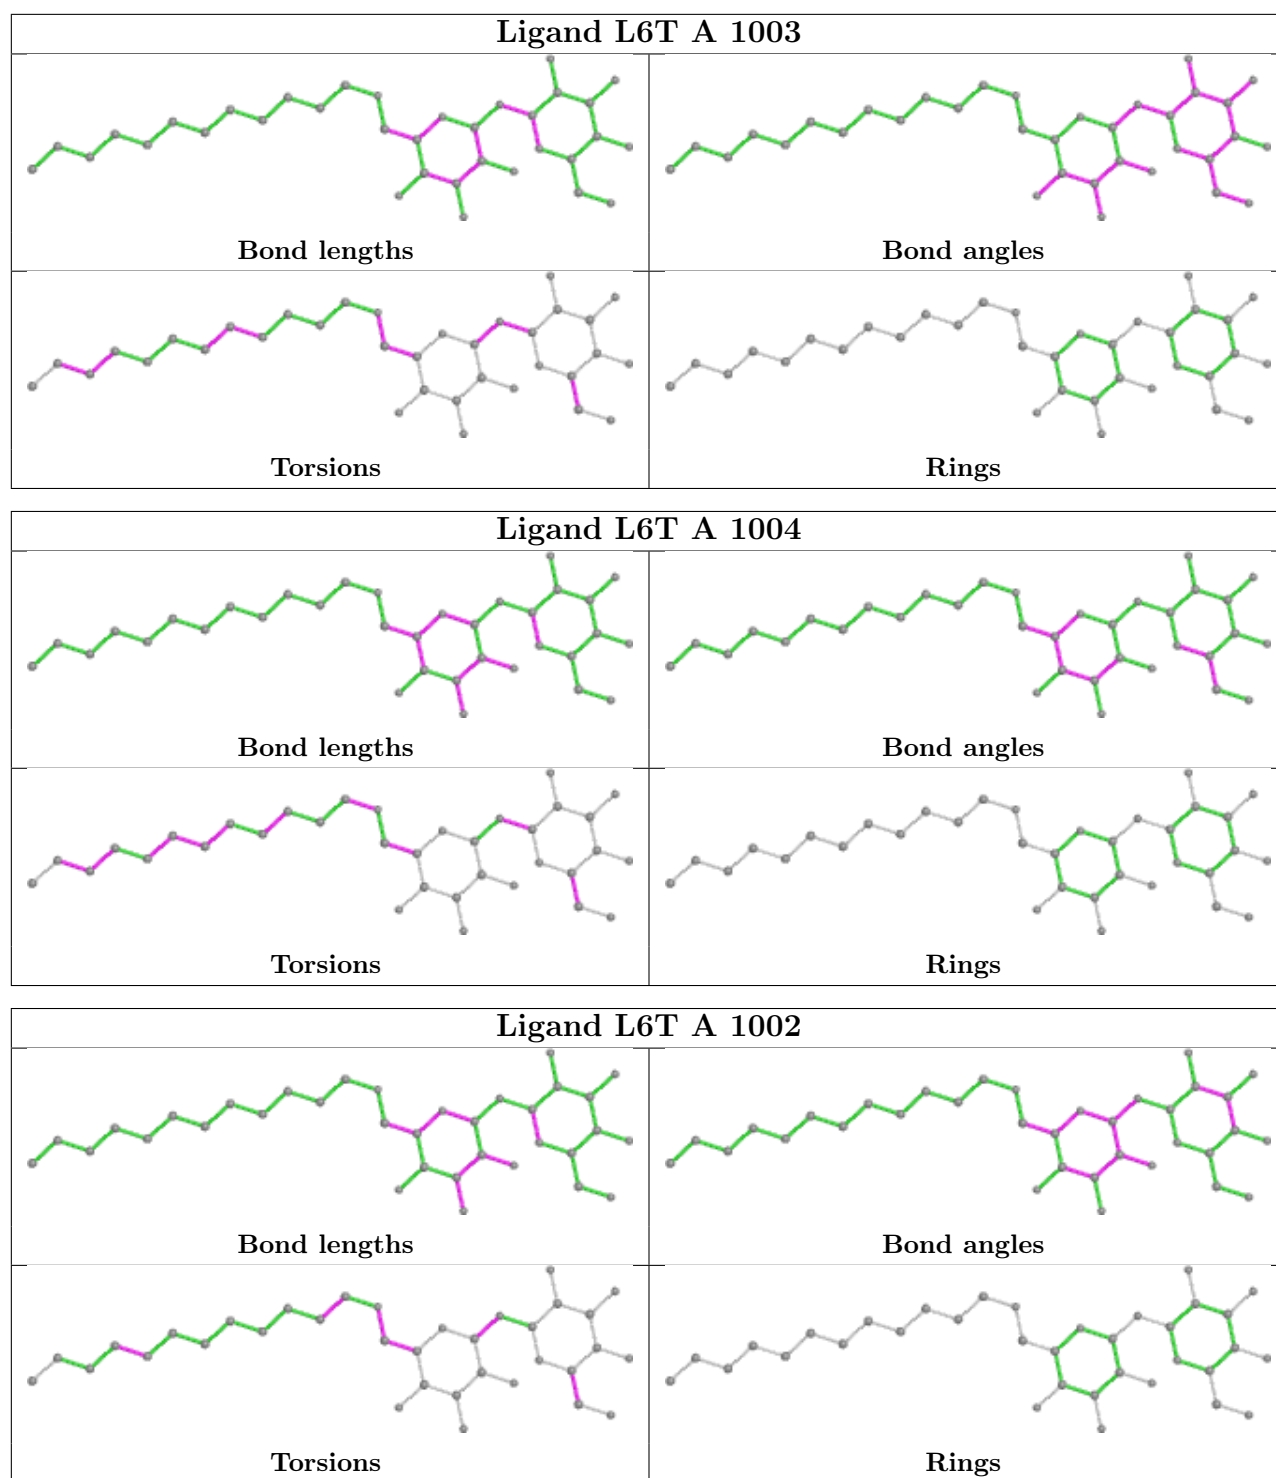 Ligand L6T A 1003
Bond lengths
Bond angles
Torsions
Rings
Ligand L6T A 1004
Bond lengths
Bond angles
Torsions
Rings
Ligand L6T A 1002
Bond lengths
Bond angles
Torsions
Rings